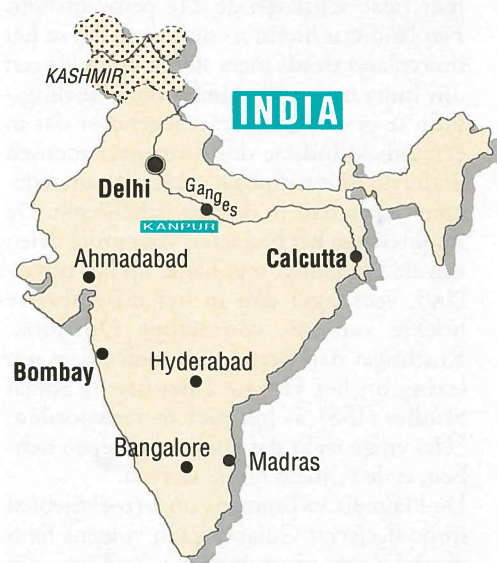 KASHMIR
INDIA
Delhi
Ganges
KANPUR
Ahmadabad
Calcutta
Bombay
Hyderabad
Bangalore
Madras